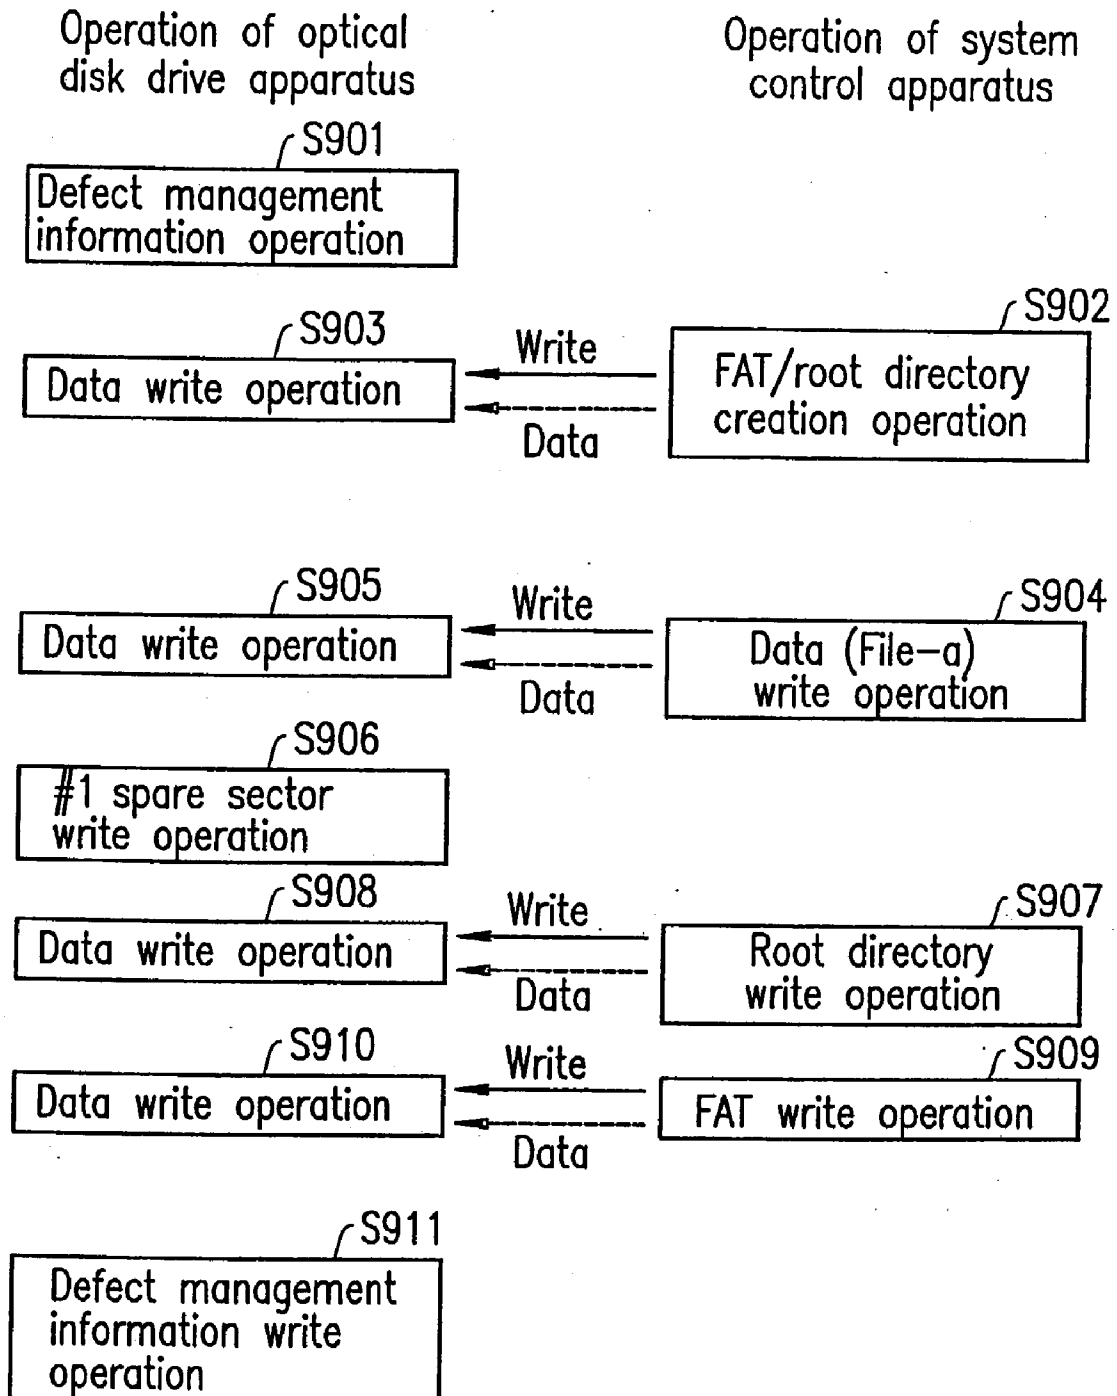 Operation of optical
disk drive apparatus
Operation of system
control apparatus
S901
Defect management
information operation
S902
S903
Write
Data write operation
FAT/root directory
creation operation
Data
S905
Write
S904
Data write operation
Data (File-a)
write operation
Data
S906
#1 spare sector
write operation
S908
Write
S907
Data write operation
Root directory
write operation
Data
S910
Write
S909
Data write operation
FAT write operation
Data
S911
Defect management
information write
operation